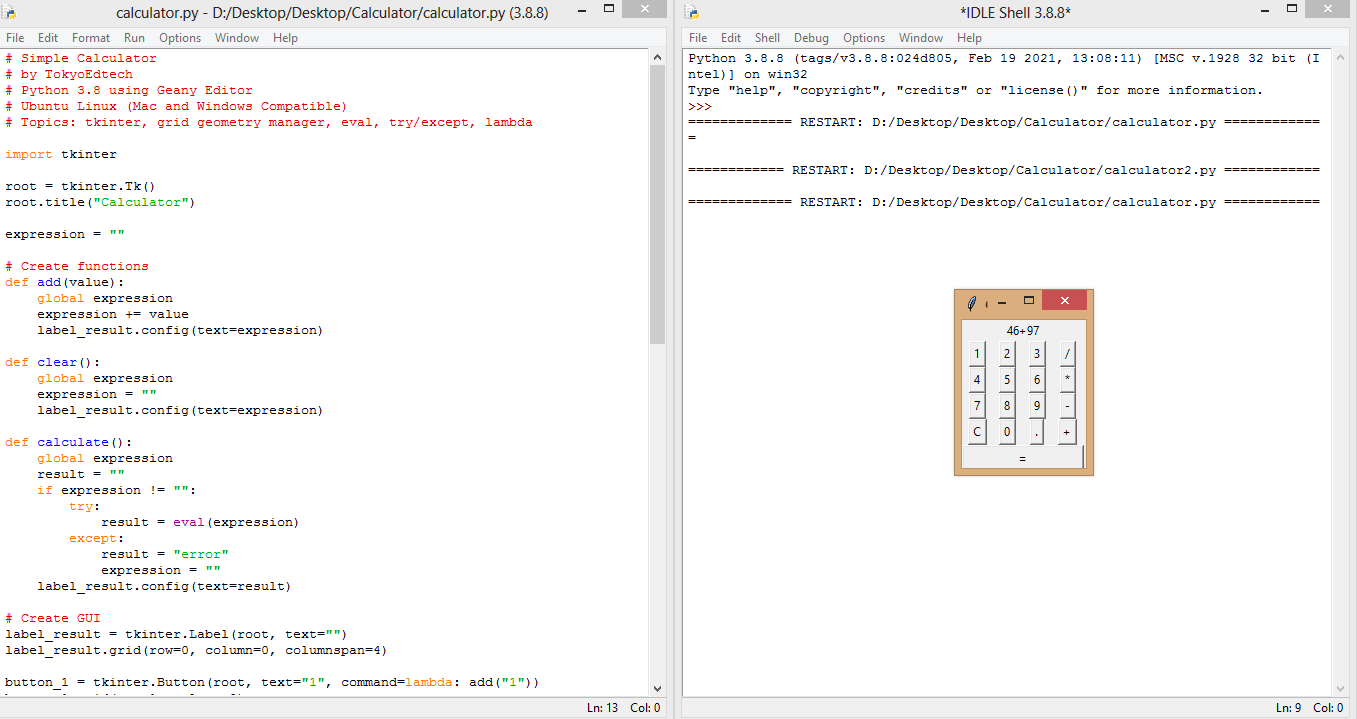 calculator.py - D:/Desktop/Desktop/Calculator/calculator.py (3.8.8)
File Edit Format Run Options Window Help
# Simple Calculator
# by TokyoEdtech
# Python 3.8 using Geany Editor
# Ubuntu Linux (Mac and Windows Compatible)
# Topics: tkinter, grid geometry manager, eval, try/except, lambda
import tkinter
root = tkinter.Tk()
root.title("Calculator")
expression = ""
# Create functions
def add(value):
    global expression
    expression += value
    label_result.config(text=expression)
def clear():
    global expression
    expression = ""
    label_result.config(text=expression)
def calculate():
    global expression
    result = ""
    if expression != "":
        try:
            result = eval(expression)
        except:
            result = "error"
            expression = ""
    label_result.config(text=result)
# Create GUI
label_result = tkinter.Label(root, text="")
label_result.grid(row=0, column=0, columnspan=4)
button_1 = tkinter.Button(root, text="1", command=lambda: add("1"))
Ln: 13 Col: 0
*IDLE Shell 3.8.8*
File Edit Shell Debug Options Window Help
Python 3.8.8 (tags/v3.8.8:024d805, Feb 19 2021, 13:08:11) [MSC v.1928 32 bit (I
ntel)] on win32
Type "help", "copyright", "credits" or "license()" for more information.
>>>
============= RESTART: D:/Desktop/Desktop/Calculator/calculator.py ============
=
============ RESTART: D:/Desktop/Desktop/Calculator/calculator2.py ============
============= RESTART: D:/Desktop/Desktop/Calculator/calculator.py ============
46+97
1 2 3 /
4 5 6 *
7 8 9 -
C 0 . +
=
Ln: 9 Col: 0